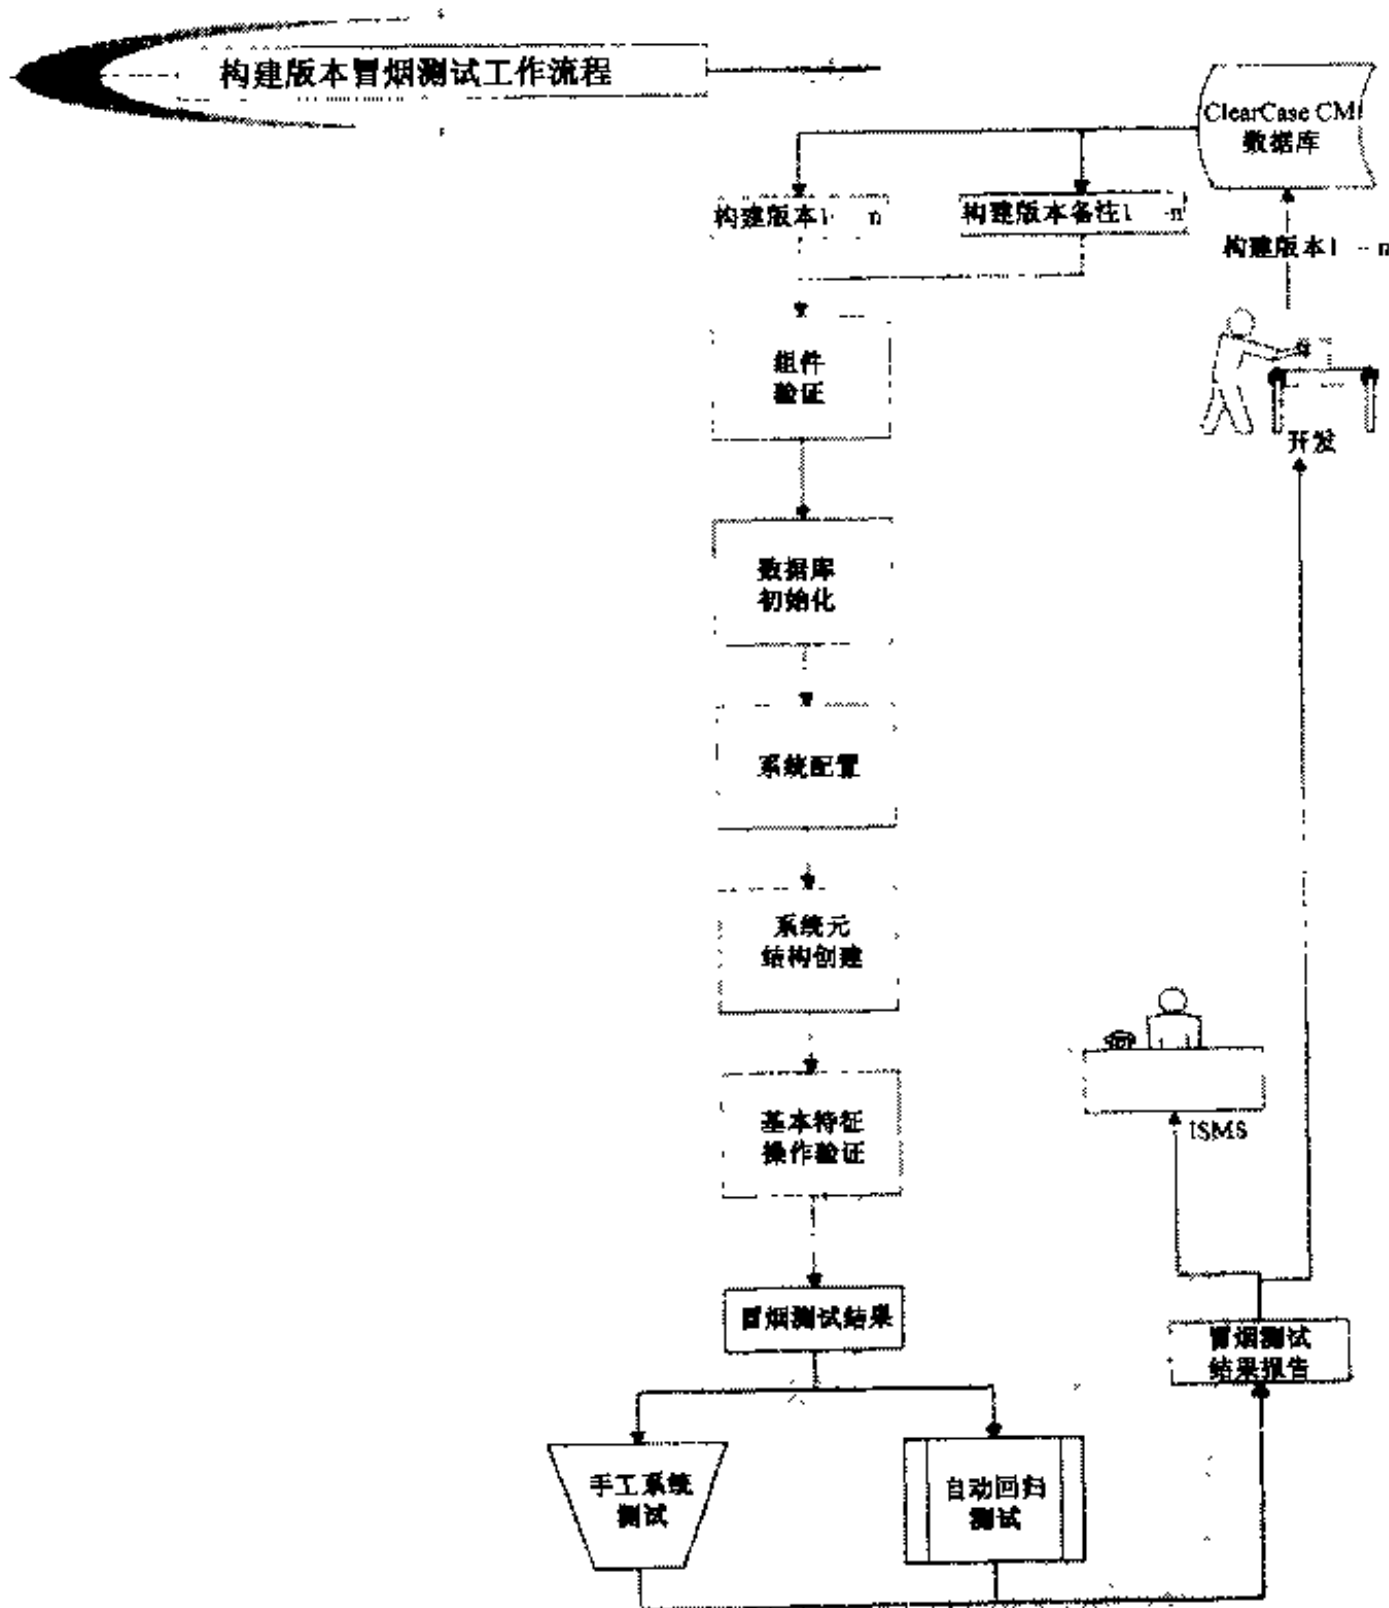 构建版本冒烟测试工作流程
ClearCase CM
数据库
构建版本1 n
构建版本备注1 -n
构建版本1 -- n
组件
验证
开发
数据库
初始化
系统配置
系统元
结构创建
基本特征
操作验证
ISMS
冒烟测试结果
冒烟测试
结果报告
手工系统
测试
自动回归
测试